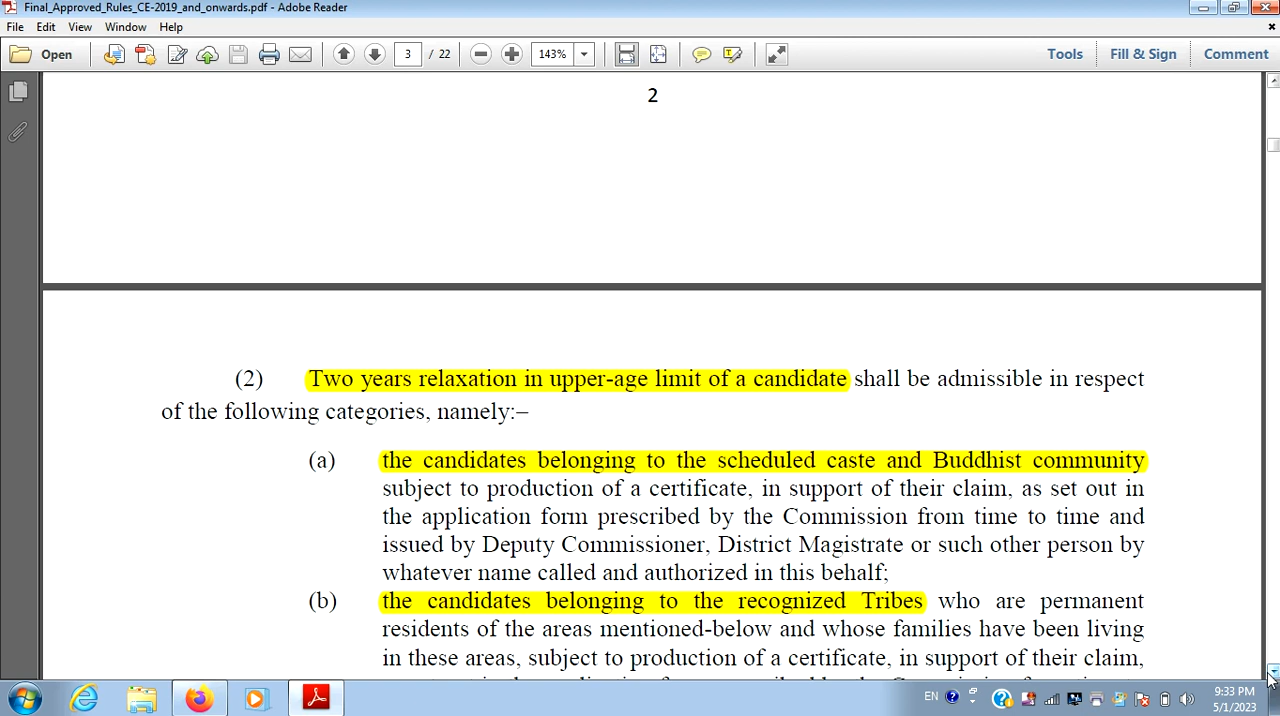 Final_Approved_Rules_CE-2019_and_onwards.pdf - Adobe Reader
File Edit View Window Help
Open 3 / 22 143% Tools Fill & Sign Comment
2
(2) Two years relaxation in upper-age limit of a candidate shall be admissible in respect
of the following categories, namely:–
(a) the candidates belonging to the scheduled caste and Buddhist community
subject to production of a certificate, in support of their claim, as set out in
the application form prescribed by the Commission from time to time and
issued by Deputy Commissioner, District Magistrate or such other person by
whatever name called and authorized in this behalf;
(b) the candidates belonging to the recognized Tribes who are permanent
residents of the areas mentioned-below and whose families have been living
in these areas, subject to production of a certificate, in support of their claim,
EN 9:33 PM
5/1/2023